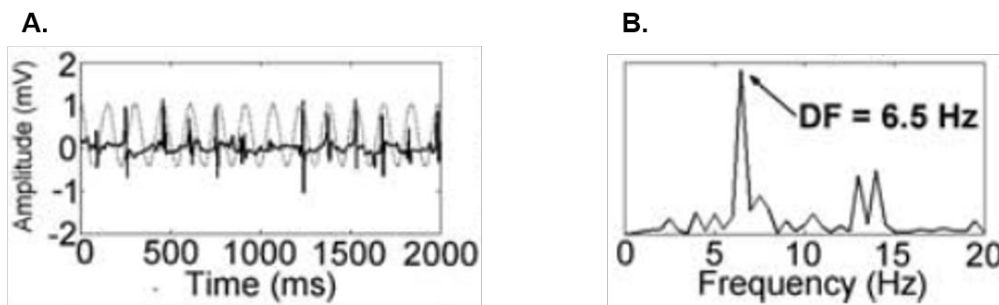 A.
B.
Amplitude (mV)
2
1
0
-1
-2
0 500 1000 1500 2000
Time (ms)
DF = 6.5 Hz
0 5 10 15 20
Frequency (Hz)